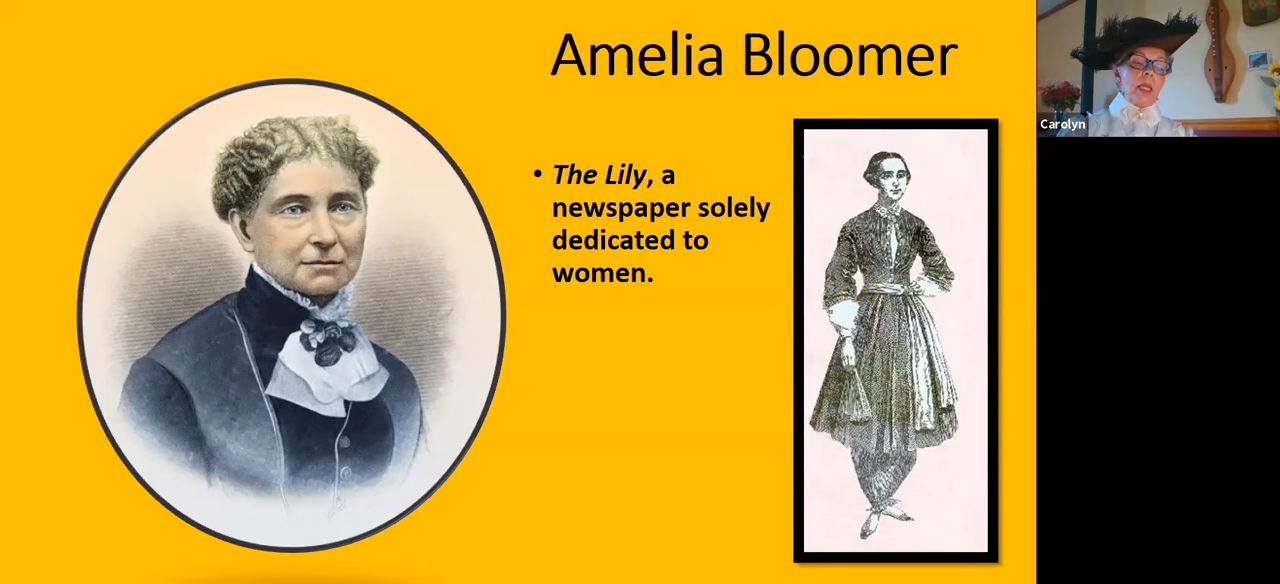 Amelia Bloomer
• The Lily, a
newspaper solely
dedicated to
women.
Carolyn